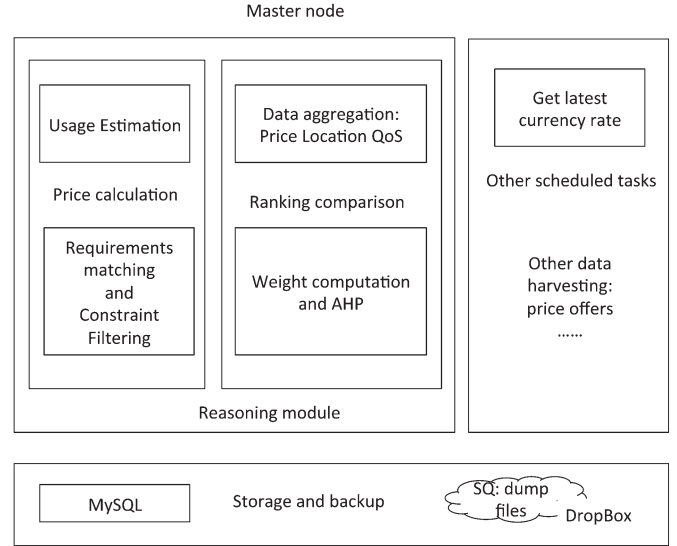 Master node
Usage Estimation
Price calculation
Requirements
matching
and
Constraint
Filtering
Data aggregation:
Price Location QoS
Ranking comparison
Weight computation
and AHP
Reasoning module
Get latest
currency rate
Other scheduled tasks
Other data
harvesting:
price offers
......
MySQL
Storage and backup
SQ: dump
files
DropBox